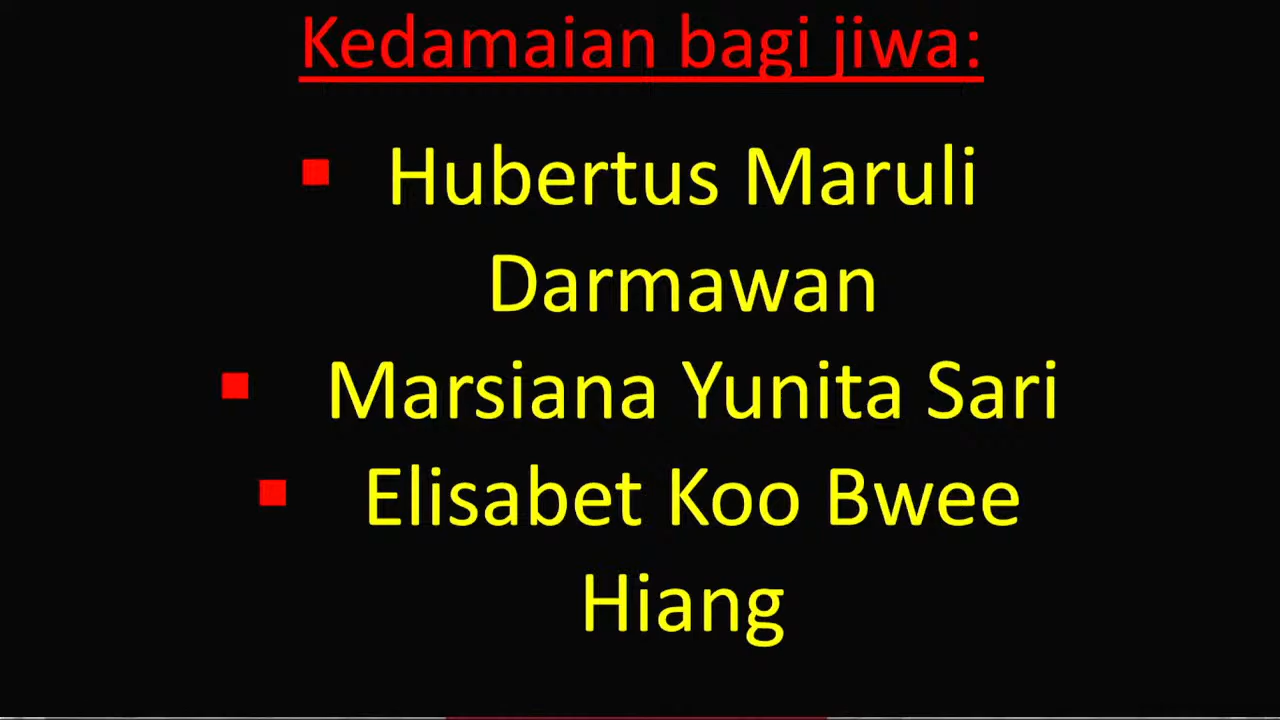 Kedamaian bagi jiwa:
▪ Hubertus Maruli
Darmawan
▪ Marsiana Yunita Sari
▪ Elisabet Koo Bwee
Hiang